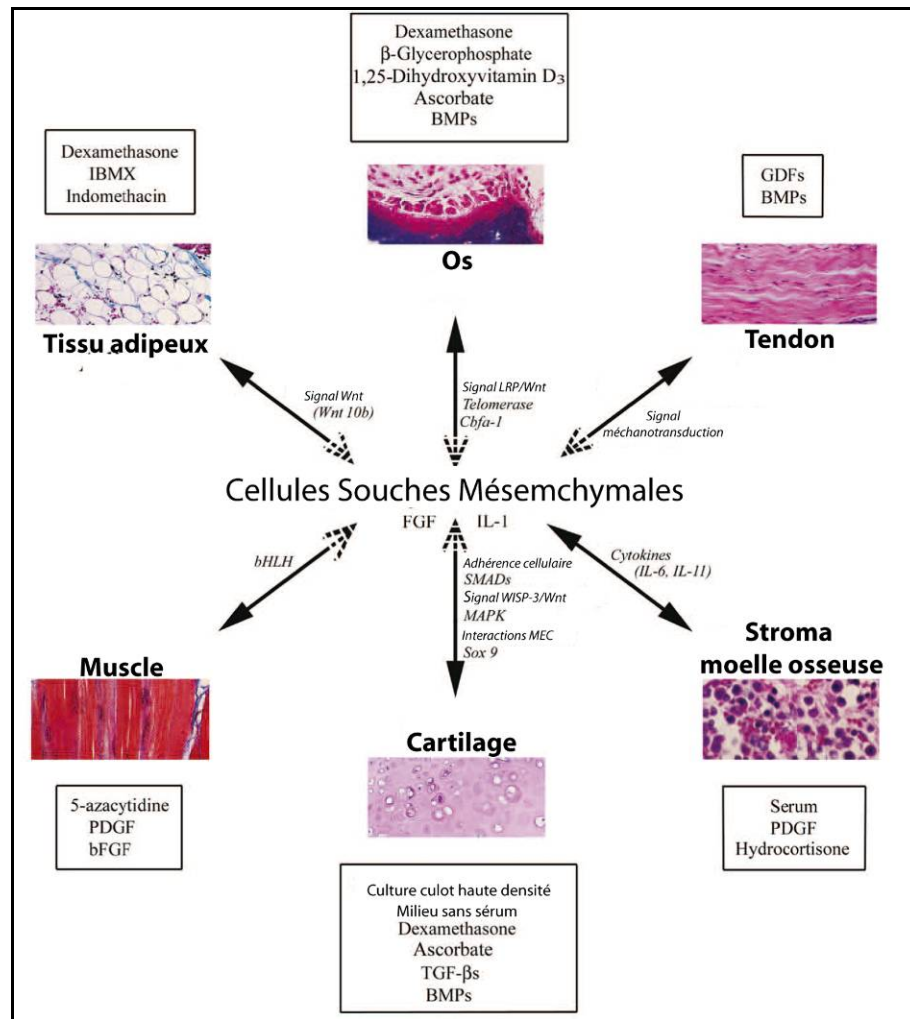 Dexamethasone
β-Glycerophosphate
1,25-Dihydroxyvitamin D₃
Ascorbate
BMPs
Dexamethasone
IBMX
Indomethacin
GDFs
BMPs
Os
Tissu adipeux
Tendon
Signal Wnt
(Wnt 10b)
Signal LRP/Wnt
Telomerase
Cbfa-1
Signal
méchanotransduction
Cellules Souches Mésemchymales
FGF IL-1
bHLH
Adhérence cellulaire
SMADs
Signal WISP-3/Wnt
MAPK
Interactions MEC
Sox 9
Cytokines
(IL-6, IL-11)
Muscle
Stroma
moelle osseuse
Cartilage
5-azacytidine
PDGF
bFGF
Serum
PDGF
Hydrocortisone
Culture culot haute densité
Milieu sans sérum
Dexamethasone
Ascorbate
TGF-βs
BMPs